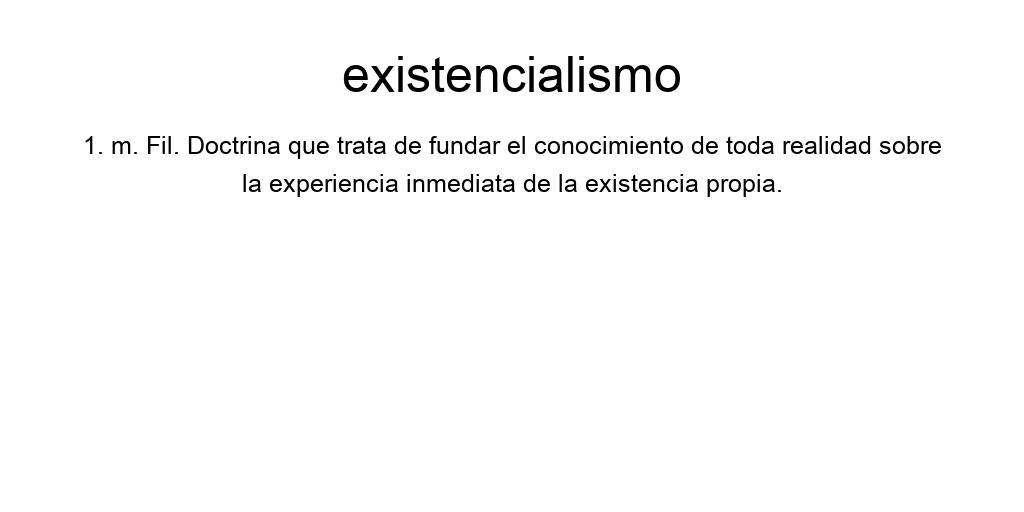 existencialismo
1. m. Fil. Doctrina que trata de fundar el conocimiento de toda realidad sobre
la experiencia inmediata de la existencia propia.